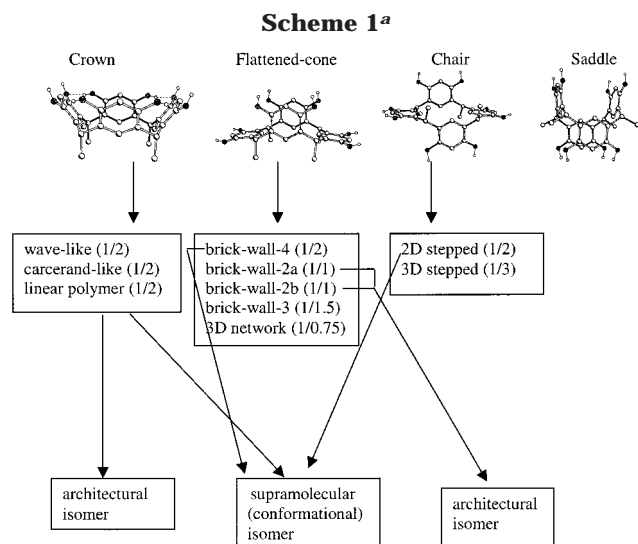 Scheme 1a
Crown Flattened-cone Chair Saddle
wave-like (1/2)
carcerand-like (1/2)
linear polymer (1/2)
brick-wall-4 (1/2)
brick-wall-2a (1/1)
brick-wall-2b (1/1)
brick-wall-3 (1/1.5)
3D network (1/0.75)
2D stepped (1/2)
3D stepped (1/3)
architectural
isomer
supramolecular
(conformational)
isomer
architectural
isomer